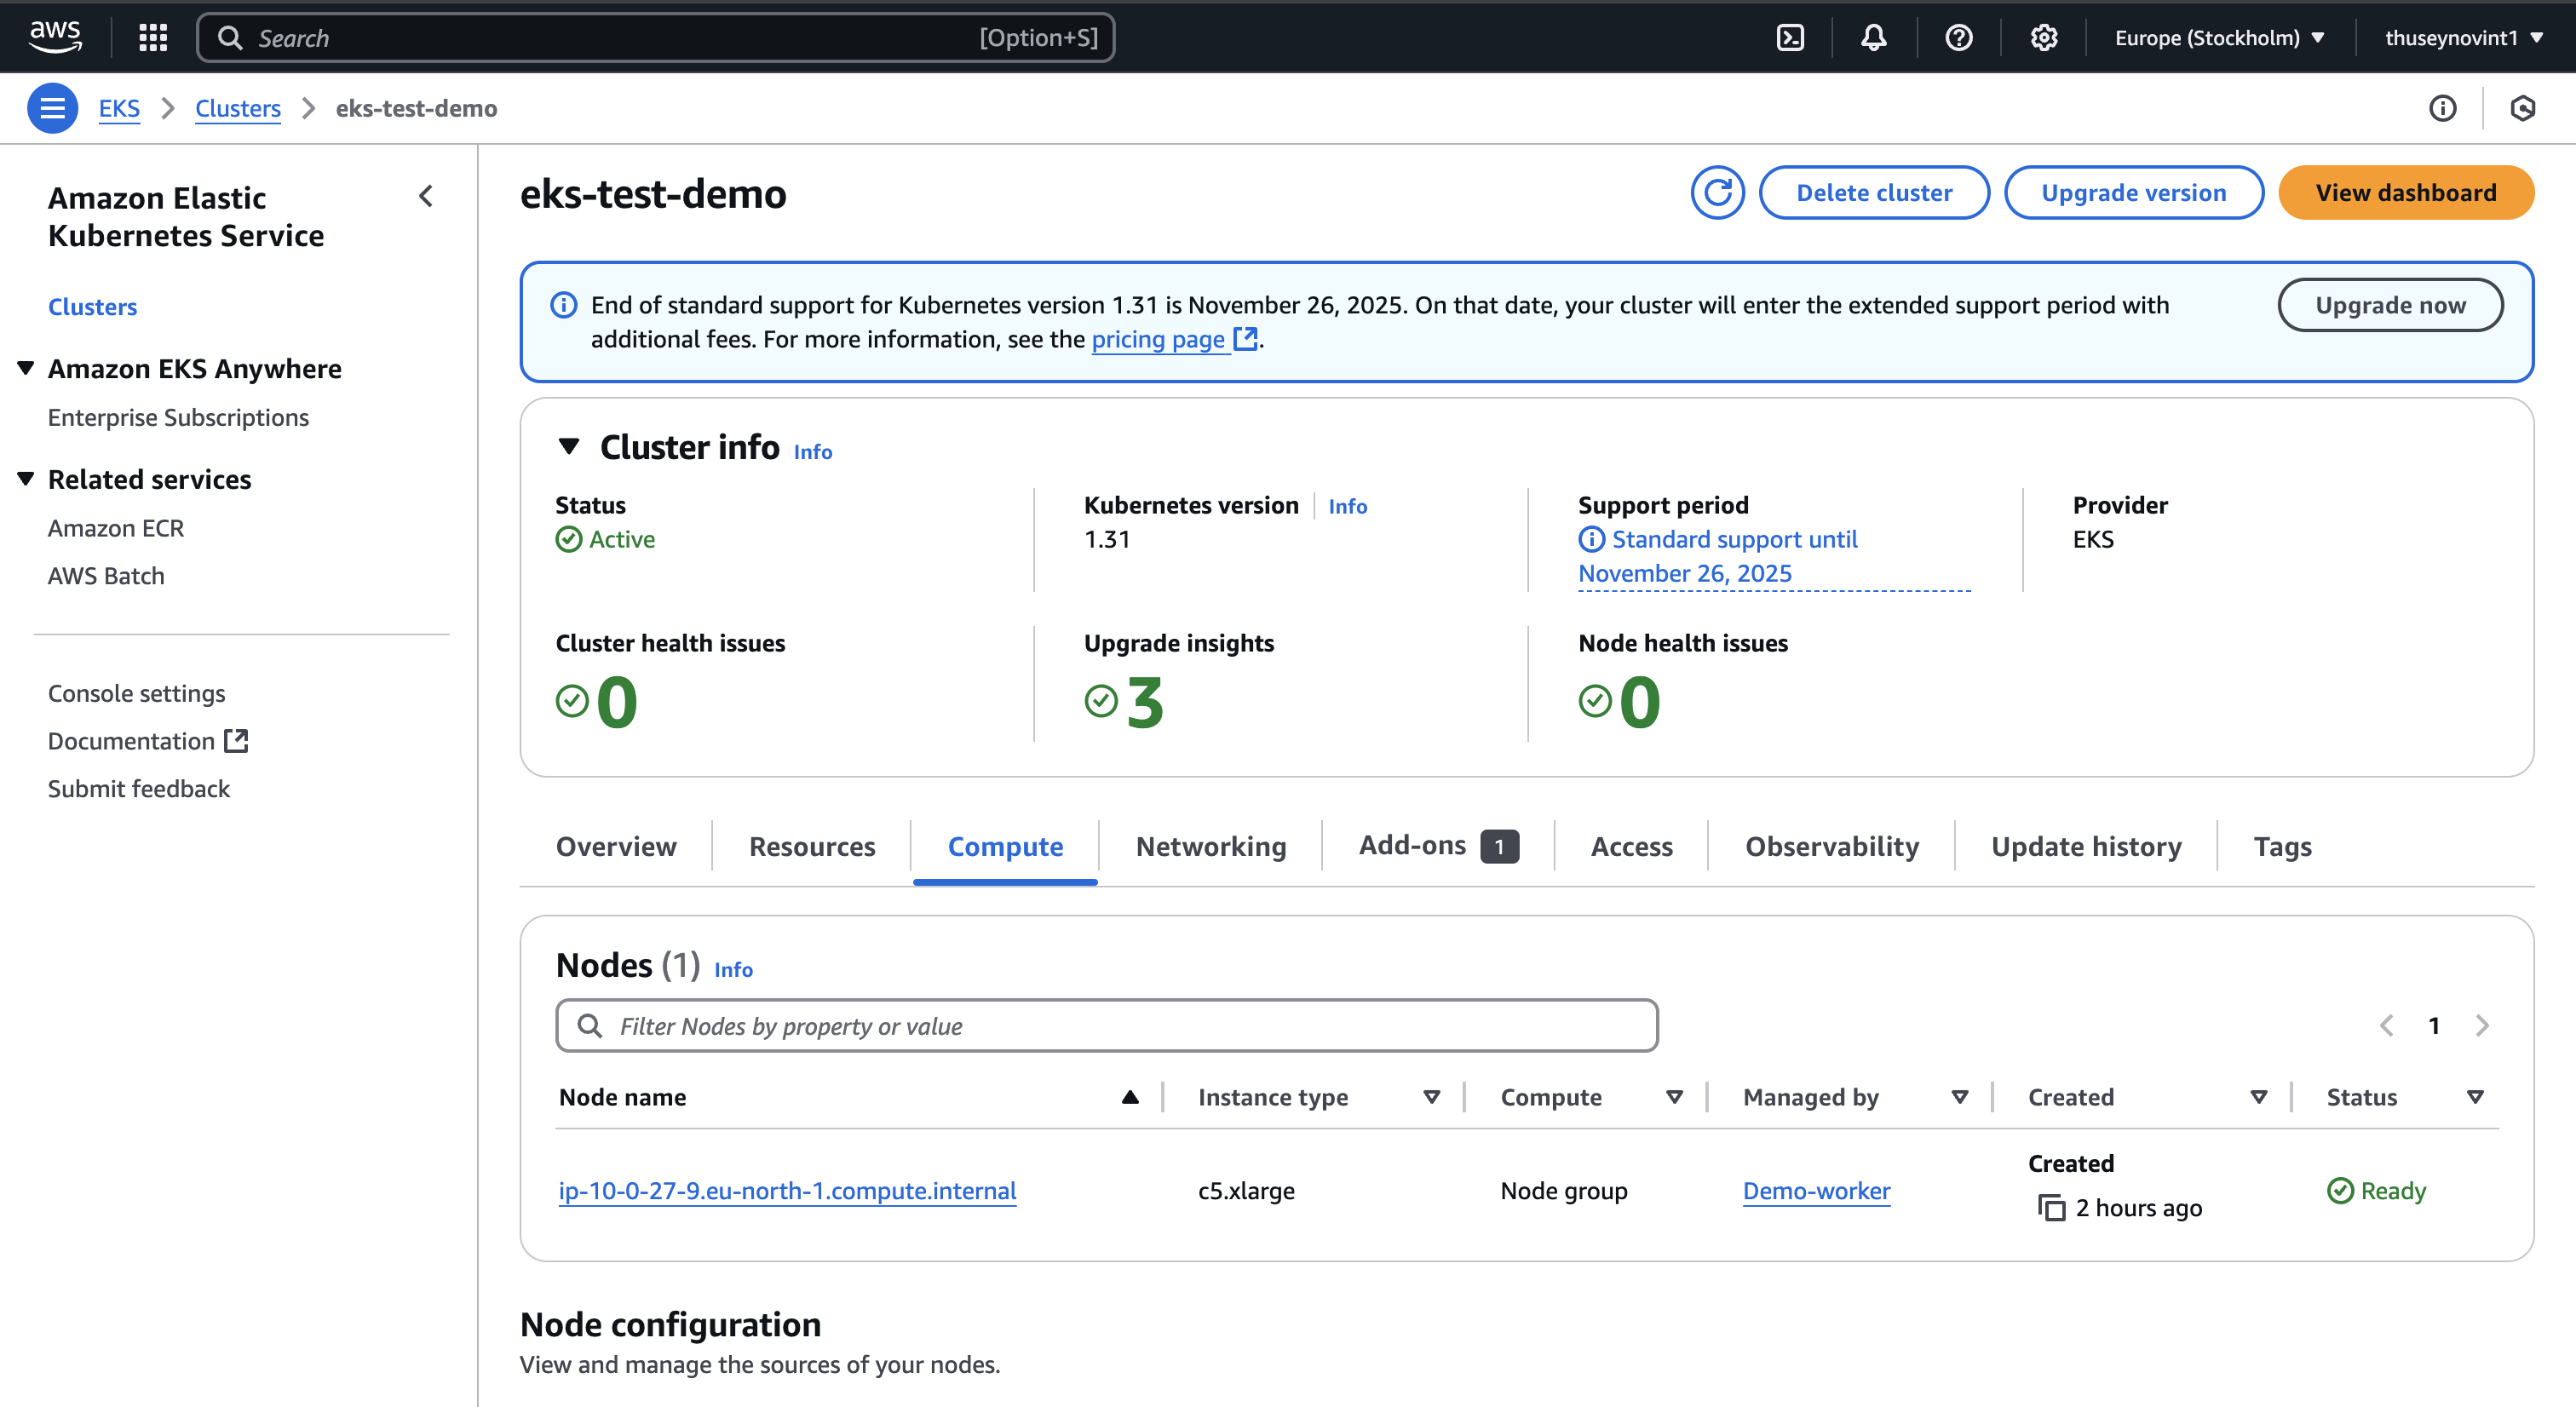 aws
Search
[Option+S]
Europe (Stockholm)
thuseynovint1
EKS
Clusters
eks-test-demo
Amazon Elastic
Kubernetes Service
Clusters
Amazon EKS Anywhere
Enterprise Subscriptions
Related services
Amazon ECR
AWS Batch
Console settings
Documentation
Submit feedback
eks-test-demo
Delete cluster
Upgrade version
View dashboard
End of standard support for Kubernetes version 1.31 is November 26, 2025. On that date, your cluster will enter the extended support period with
additional fees. For more information, see the pricing page .
Upgrade now
Cluster info Info
Status
Active
Kubernetes version Info
1.31
Support period
Standard support until
November 26, 2025
Provider
EKS
Cluster health issues
0
Upgrade insights
3
Node health issues
0
Overview
Resources
Compute
Networking
Add-ons 1
Access
Observability
Update history
Tags
Nodes (1) Info
Filter Nodes by property or value
1
Node name
Instance type
Compute
Managed by
Created
Status
ip-10-0-27-9.eu-north-1.compute.internal
c5.xlarge
Node group
Demo-worker
Created
2 hours ago
Ready
Node configuration
View and manage the sources of your nodes.